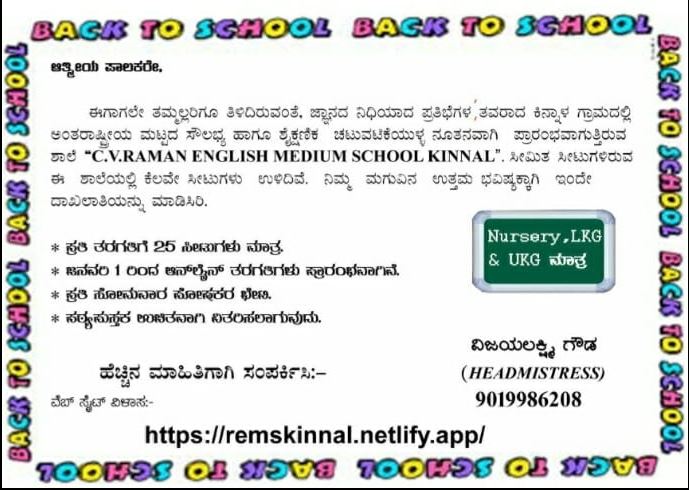 BACK TO SCHOOL BACK TO SCHOOL
ಆತ್ಮೀಯ ಪಾಲಕರೇ,
ಈಗಾಗಲೇ ತಮ್ಮೆಲ್ಲರಿಗೂ ತಿಳಿದಿರುವಂತೆ, ಜ್ಞಾನದ ನಿಧಿಯಾದ ಪ್ರತಿಭೆಗಳ ತವರಾದ ಕಿನ್ನಾಳ ಗ್ರಾಮದಲ್ಲಿ
ಅಂತರಾಷ್ಟ್ರೀಯ ಮಟ್ಟದ ಸೌಲಭ್ಯ ಹಾಗೂ ಶೈಕ್ಷಣಿಕ ಚಟುವಟಿಕೆಯುಳ್ಳ ನೂತನವಾಗಿ ಪ್ರಾರಂಭವಾಗುತ್ತಿರುವ
ಶಾಲೆ "C.V.RAMAN ENGLISH MEDIUM SCHOOL KINNAL". ಸೀಮಿತ ಸೀಟುಗಳಿರುವ
ಈ ಶಾಲೆಯಲ್ಲಿ ಕೆಲವೇ ಸೀಟುಗಳು ಉಳಿದಿವೆ. ನಿಮ್ಮ ಮಗುವಿನ ಉತ್ತಮ ಭವಿಷ್ಯಕ್ಕಾಗಿ ಇಂದೇ
ದಾಖಲಾತಿಯನ್ನು ಮಾಡಿಸಿರಿ.
* ಪ್ರತಿ ತರಗತಿಗೆ 25 ಸೀಟುಗಳು ಮಾತ್ರ.
* ಜನವರಿ 1 ರಿಂದ ಆನ್‌ಲೈನ್ ತರಗತಿಗಳು ಪ್ರಾರಂಭವಾಗಿವೆ.
* ಪ್ರತಿ ಸೋಮವಾರ ಪೋಷಕರ ಭೇಟಿ.
* ಪಠ್ಯಪುಸ್ತಕ ಉಚಿತವಾಗಿ ವಿತರಿಸಲಾಗುವುದು.
Nursery,LKG
& UKG ಮಾತ್ರ
ವಿಜಯಲಕ್ಷ್ಮಿ ಗೌಡ
(HEADMISTRESS)
9019986208
ಹೆಚ್ಚಿನ ಮಾಹಿತಿಗಾಗಿ ಸಂಪರ್ಕಿಸಿ:–
ವೆಬ್ ಸೈಟ್ ವಿಳಾಸ:-
https://remskinnal.netlify.app/
BACK TO SCHOOL BACK TO SCHOOL
BACK TO SCHOOL BACK TO SCHOOL
BACK TO SCHOOL BACK TO SCHOOL